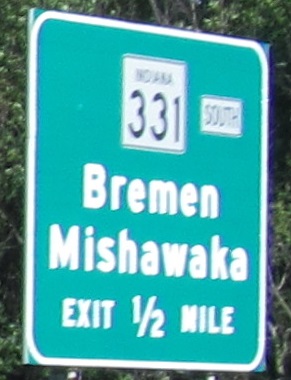 INDIANA
331 SOUTH
Bremen
Mishawaka
EXIT ½ MILE